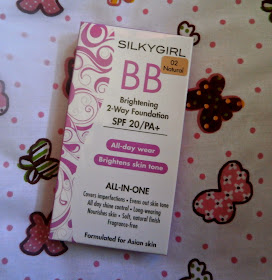 SILKYGIRL
02
Natural
BB
Brightening
2-Way Foundation
SPF 20/PA+
All-day wear
Brightens skin tone
ALL-IN-ONE
Covers imperfections • Evens out skin tone
All day shine control • Long-wearing
Nourishes skin • Soft, natural finish
Fragrance-free
Formulated for Asian skin